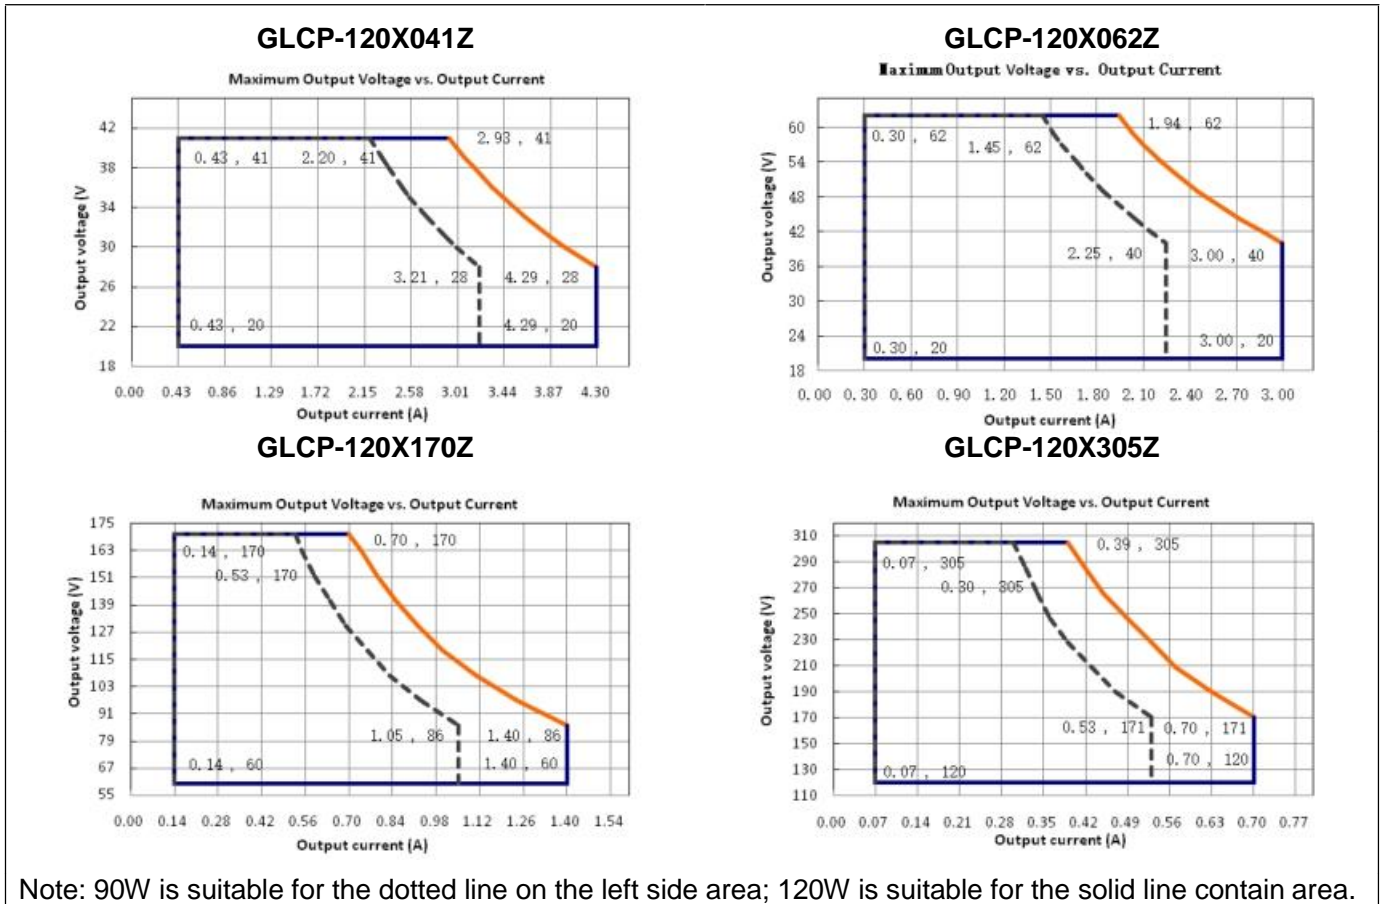 GLCP-120X041Z
Maximum Output Voltage vs. Output Current
Output voltage (V
42
38
34
30
26
22
18
0.43 , 41
2.20 , 41
2.93 , 41
3.21 , 28
4.29 , 28
0.43 , 20
4.29 , 20
0.00 0.43 0.86 1.29 1.72 2.15 2.58 3.01 3.44 3.87 4.30
Output current (A)
GLCP-120X062Z
Maximum Output Voltage vs. Output Current
Output voltage (V)
60
54
48
42
36
30
24
18
0.30 , 62
1.45 , 62
1.94 , 62
2.25 , 40
3.00 , 40
0.30 , 20
3.00 , 20
0.00 0.30 0.60 0.90 1.20 1.50 1.80 2.10 2.40 2.70 3.00
Output current (A)
GLCP-120X170Z
Maximum Output Voltage vs. Output Current
Output voltage (V)
175
163
151
139
127
115
103
91
79
67
55
0.14 , 170
0.53 , 170
0.70 , 170
1.05 , 86
1.40 , 86
0.14 , 60
1.40 , 60
0.00 0.14 0.28 0.42 0.56 0.70 0.84 0.98 1.12 1.26 1.40 1.54
Output current (A)
GLCP-120X305Z
Maximum Output Voltage vs. Output Current
Output voltage (V)
310
290
270
250
230
210
190
170
150
130
110
0.07 , 305
0.30 , 305
0.39 , 305
0.53 , 171
0.70 , 171
0.07 , 120
0.70 , 120
0.00 0.07 0.14 0.21 0.28 0.35 0.42 0.49 0.56 0.63 0.70 0.77
Output current (A)
Note: 90W is suitable for the dotted line on the left side area; 120W is suitable for the solid line contain area.